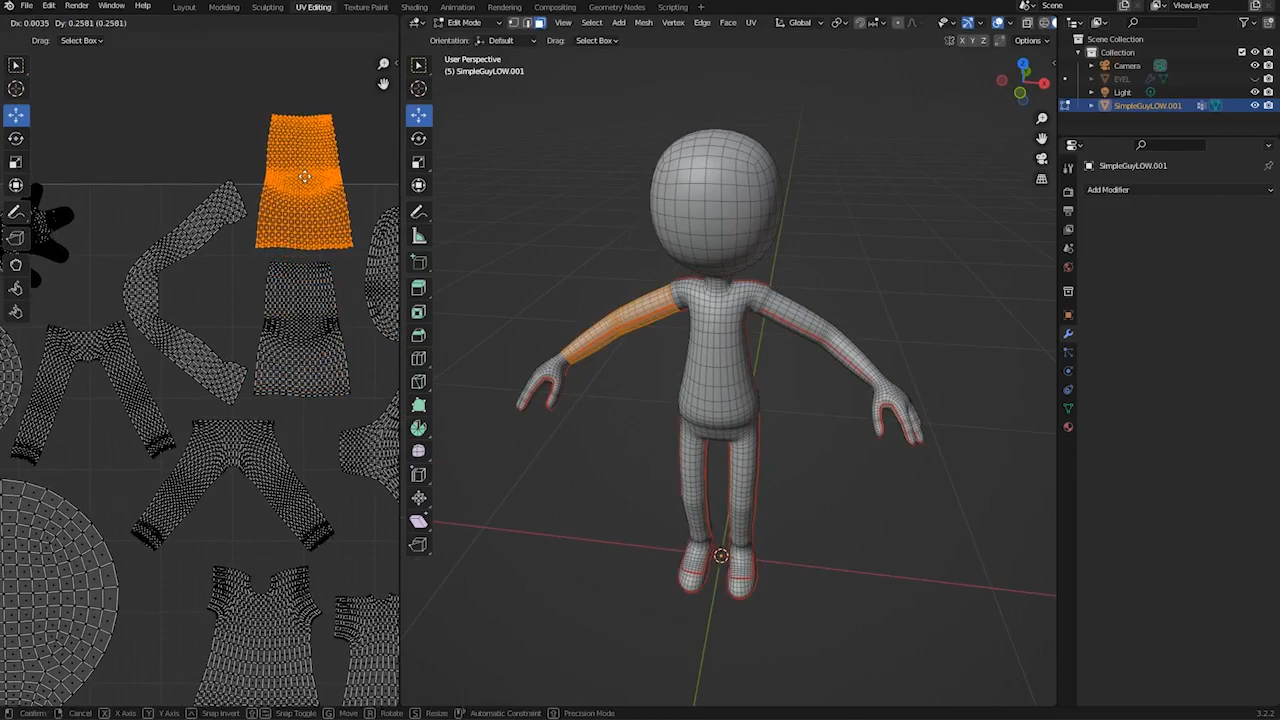 File Edit Render Window Help Layout Modeling Sculpting UV Editing Texture Paint Shading Animation Rendering Compositing Geometry Nodes Scripting + Scene ViewLayer
Dx: 0.0035 Dy: 0.2581 (0.2581)
Edit Mode View Select Add Mesh Vertex Edge Face UV Global
Drag: Select Box
Orientation: Default Drag: Select Box X Y Z Options
Scene Collection
Collection
Camera
EYEL
Light
SimpleGuyLOW.001
User Perspective
(5) SimpleGuyLOW.001
SimpleGuyLOW.001
Add Modifier
Confirm Cancel X X Axis Y Y Axis Snap Invert Snap Toggle G Move R Rotate S Resize Automatic Constraint Precision Mode 3.2.2